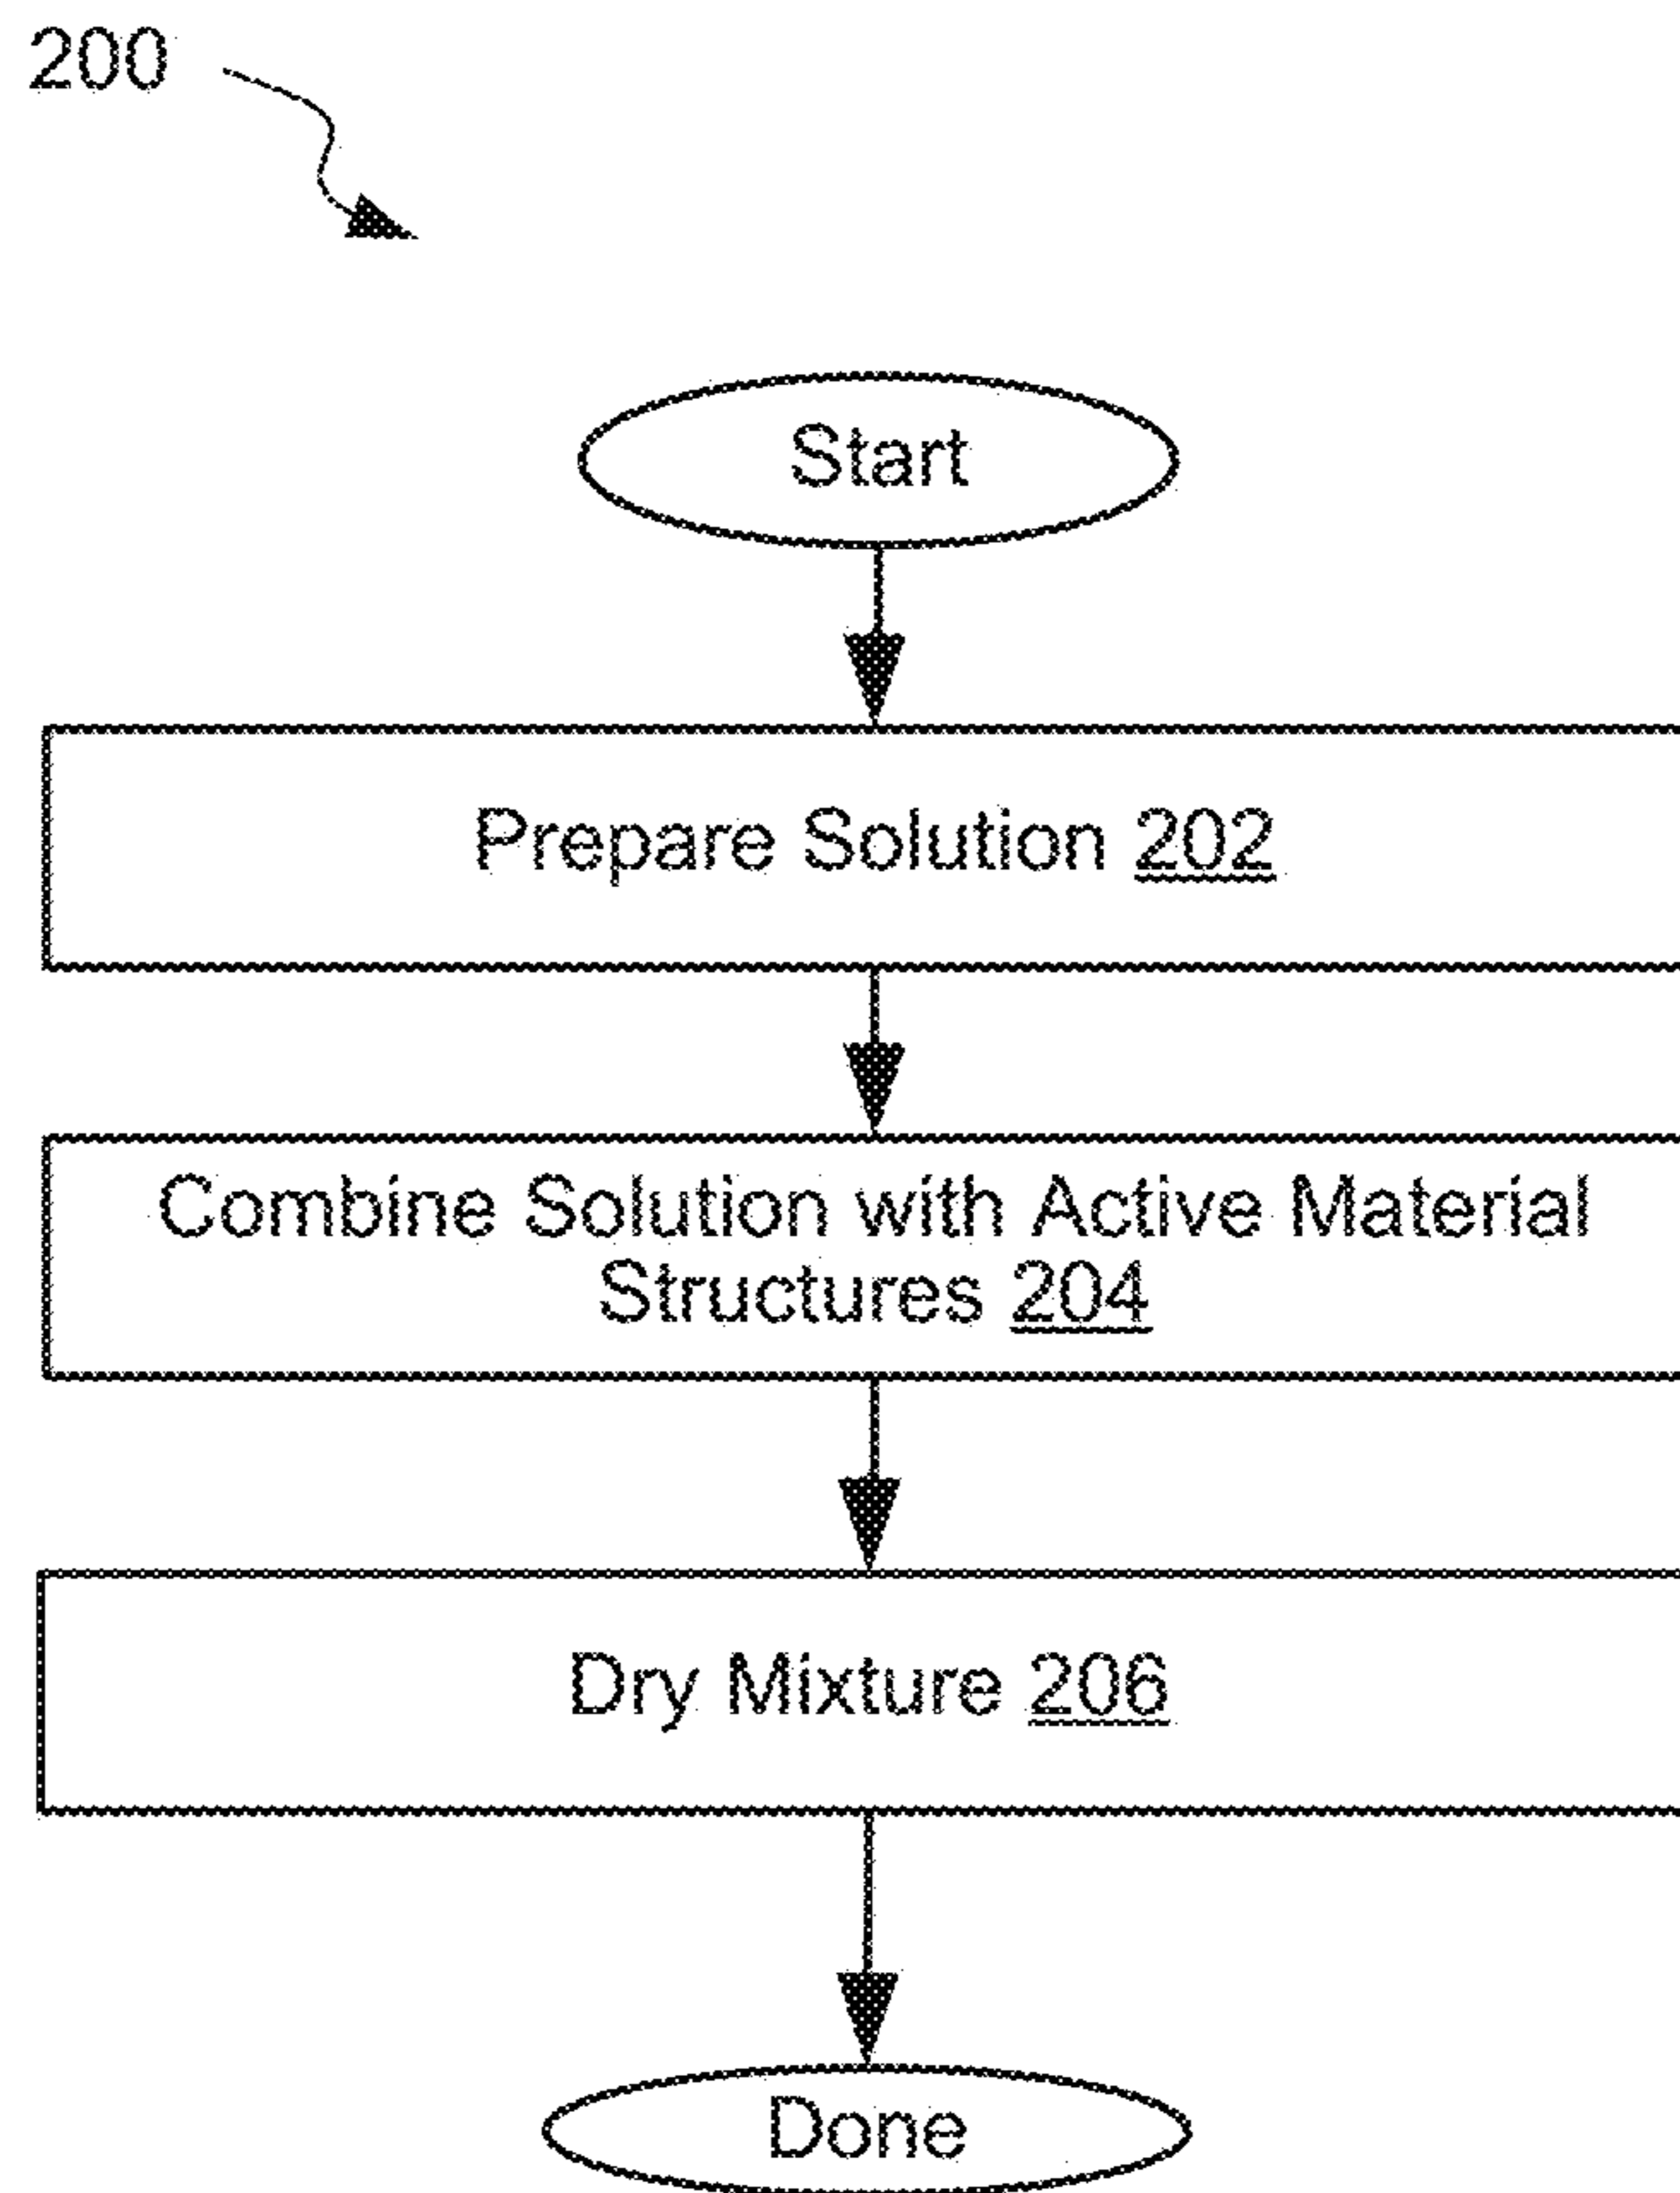 200
Start
Prepare Solution 202
Combine Solution with Active Material
Structures 204
Dry Mixture 206
Done